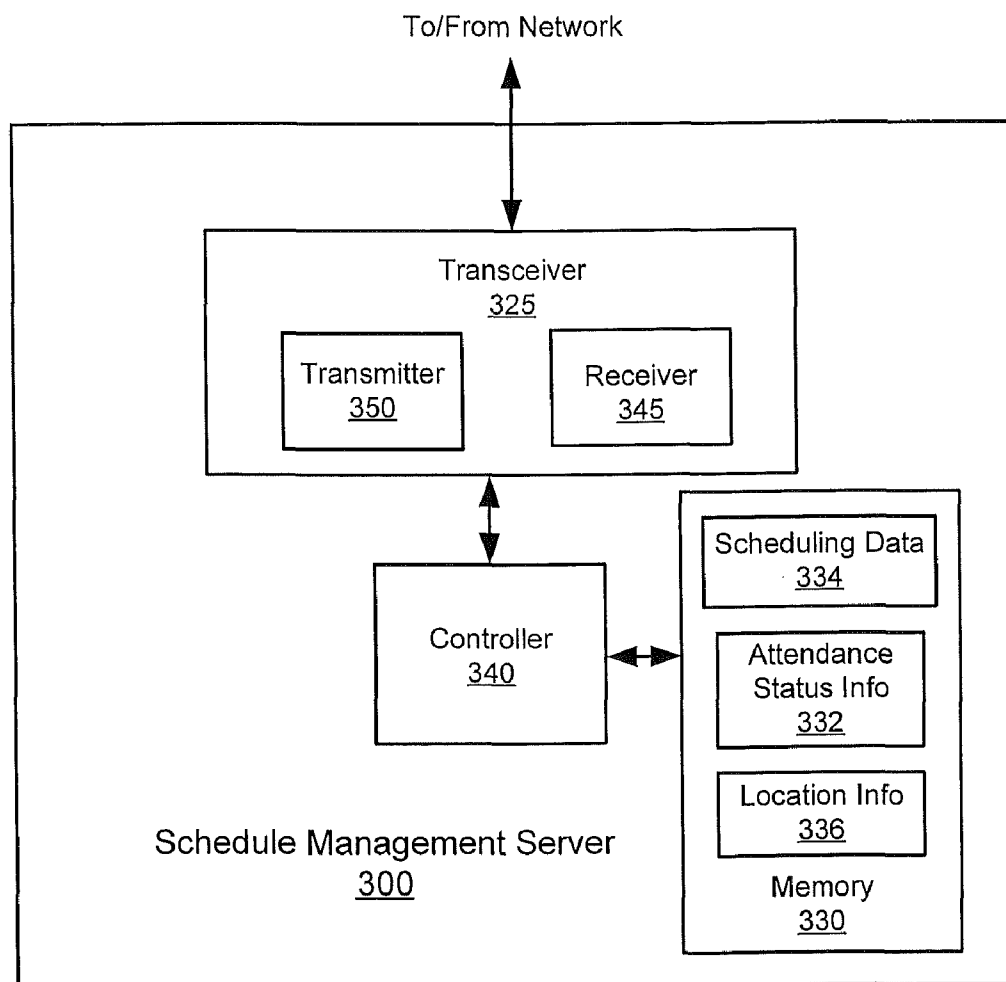 To/From Network
Transceiver
325
Transmitter
350
Receiver
345
Scheduling Data
334
Controller
340
Attendance
Status Info
332
Location Info
336
Schedule Management Server
300
Memory
330